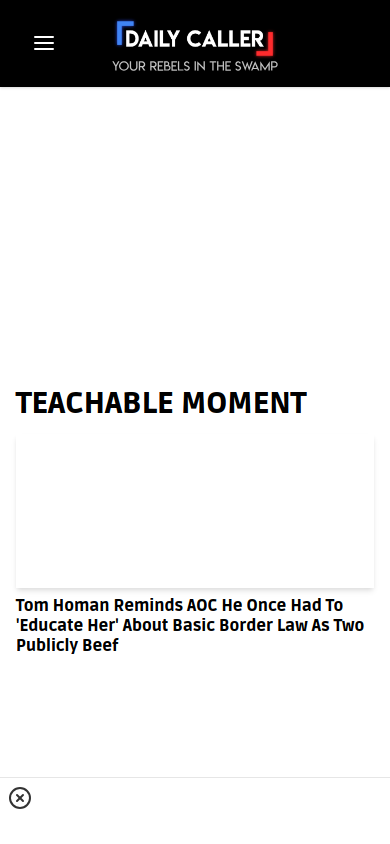 DAILY CALLER
YOUR REBELS IN THE SWAMP
TEACHABLE MOMENT
Tom Homan Reminds AOC He Once Had To
'Educate Her' About Basic Border Law As Two
Publicly Beef